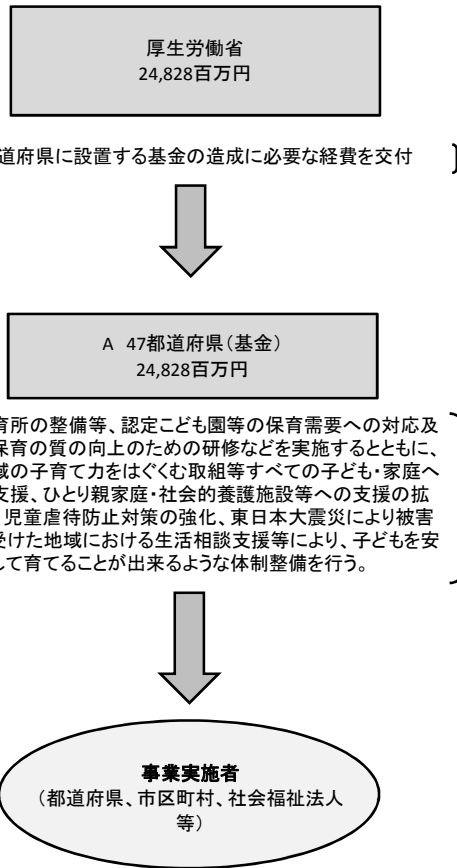 厚生労働省
24,828百万円
道府県に設置する基金の造成に必要な経費を交付
A 47都道府県(基金)
24,828百万円
育所の整備等、認定こども園等の保育需要への対応及
保育の質の向上のための研修などを実施するとともに、
域の子育て力をはぐくむ取組等すべての子ども・家庭へ
支援、ひとり親家庭・社会的養護施設等への支援の拡
児童虐待防止対策の強化、東日本大震災により被害
受けた地域における生活相談支援等により、子どもを安
して育てることが出来るような体制整備を行う。
事業実施者
(都道府県、市区町村、社会福祉法人
等)